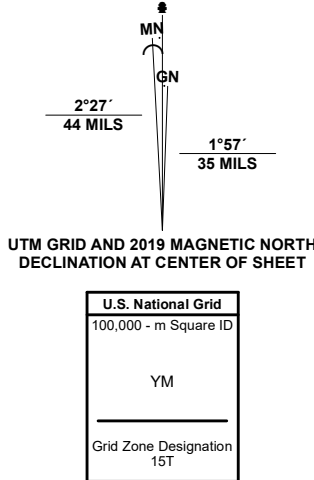 MN
GN
2°27´
44 MILS
1°57´
35 MILS
UTM GRID AND 2019 MAGNETIC NORTH
DECLINATION AT CENTER OF SHEET
U.S. National Grid
100,000 - m Square ID
YM
Grid Zone Designation
15T